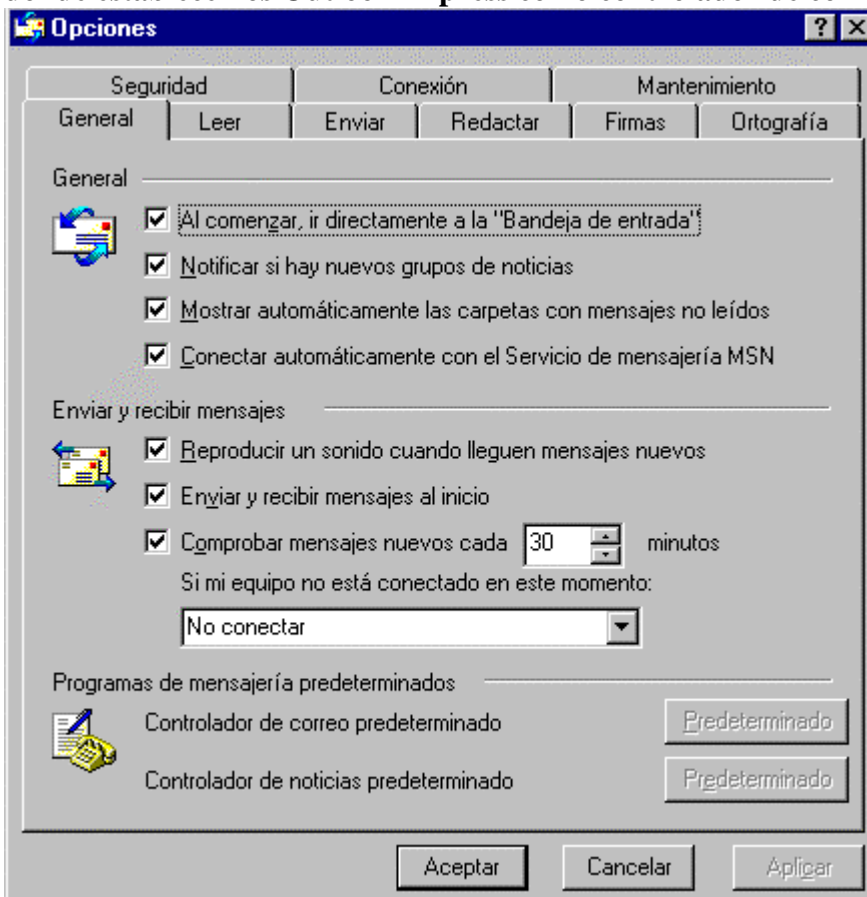 Opciones
Seguridad Conexión Mantenimiento
General Leer Enviar Redactar Firmas Ortografía
General
Al comenzar, ir directamente a la "Bandeja de entrada"
Notificar si hay nuevos grupos de noticias
Mostrar automáticamente las carpetas con mensajes no leídos
Conectar automáticamente con el Servicio de mensajería MSN
Enviar y recibir mensajes
Reproducir un sonido cuando lleguen mensajes nuevos
Enviar y recibir mensajes al inicio
Comprobar mensajes nuevos cada 30 minutos
Si mi equipo no está conectado en este momento:
No conectar
Programas de mensajería predeterminados
Controlador de correo predeterminado Predeterminado
Controlador de noticias predeterminado Predeterminado
Aceptar Cancelar Aplicar